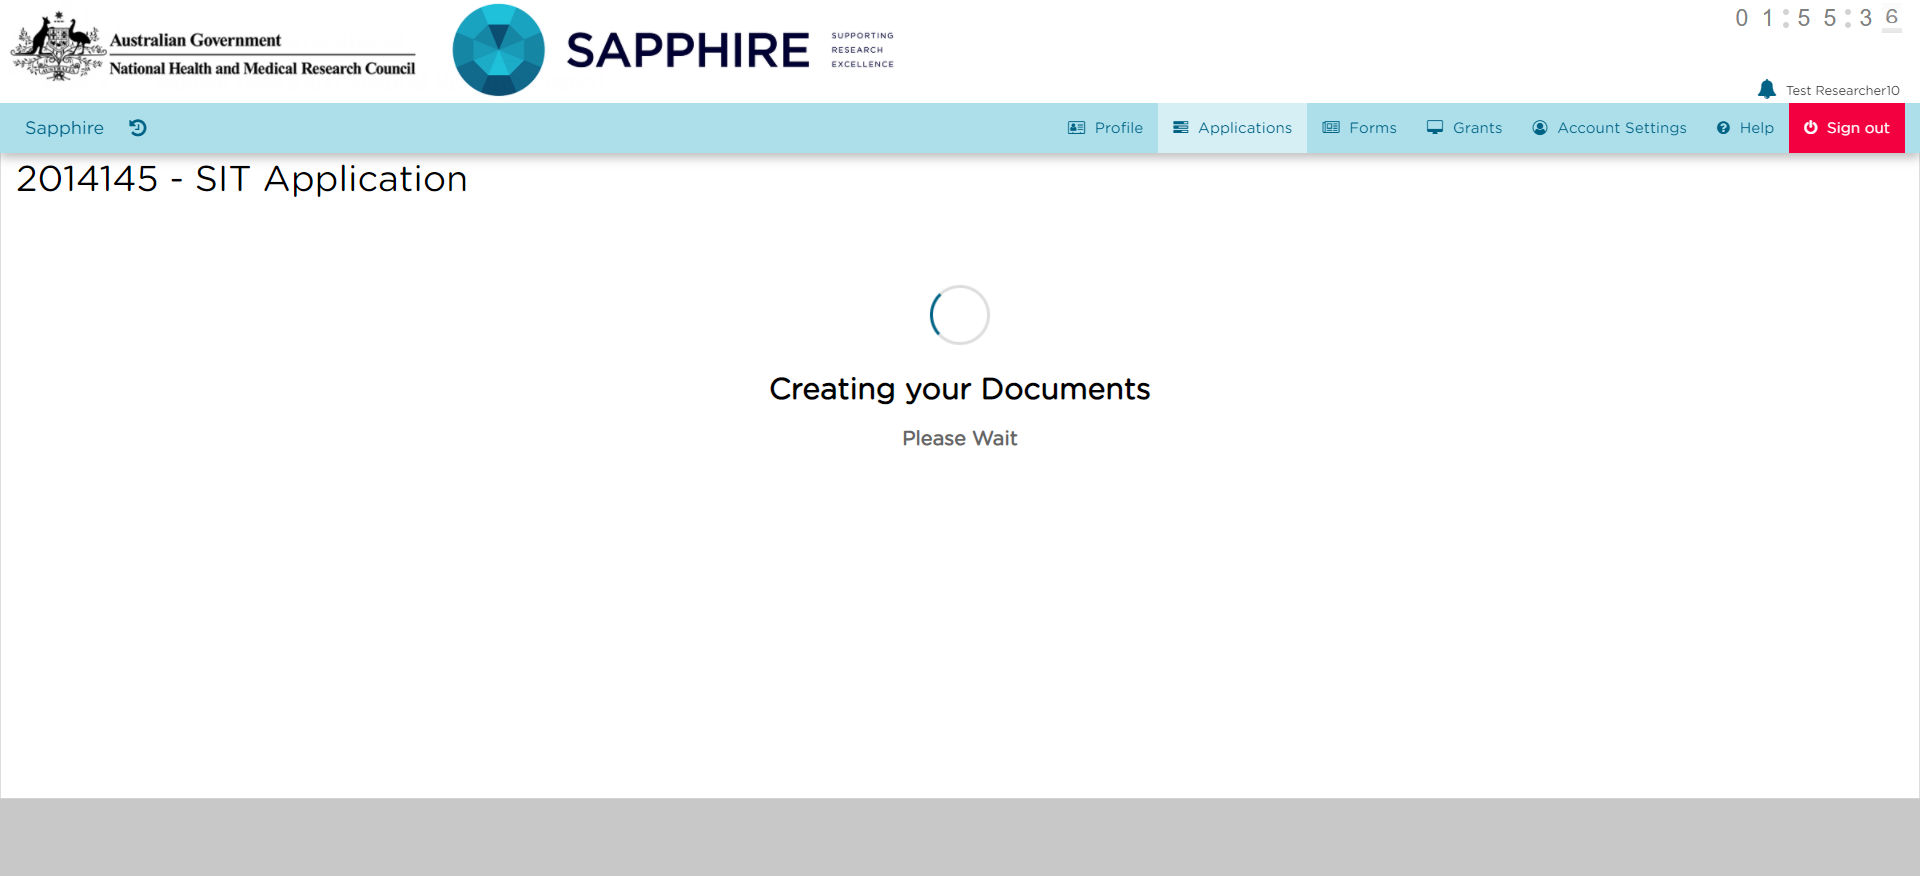 Australian Government
National Health and Medical Research Council
SAPPHIRE
SUPPORTING
RESEARCH
EXCELLENCE
01:55:36
Test Researcher10
Sapphire
Profile
Applications
Forms
Grants
Account Settings
Help
Sign out
2014145 - SIT Application
Creating your Documents
Please Wait